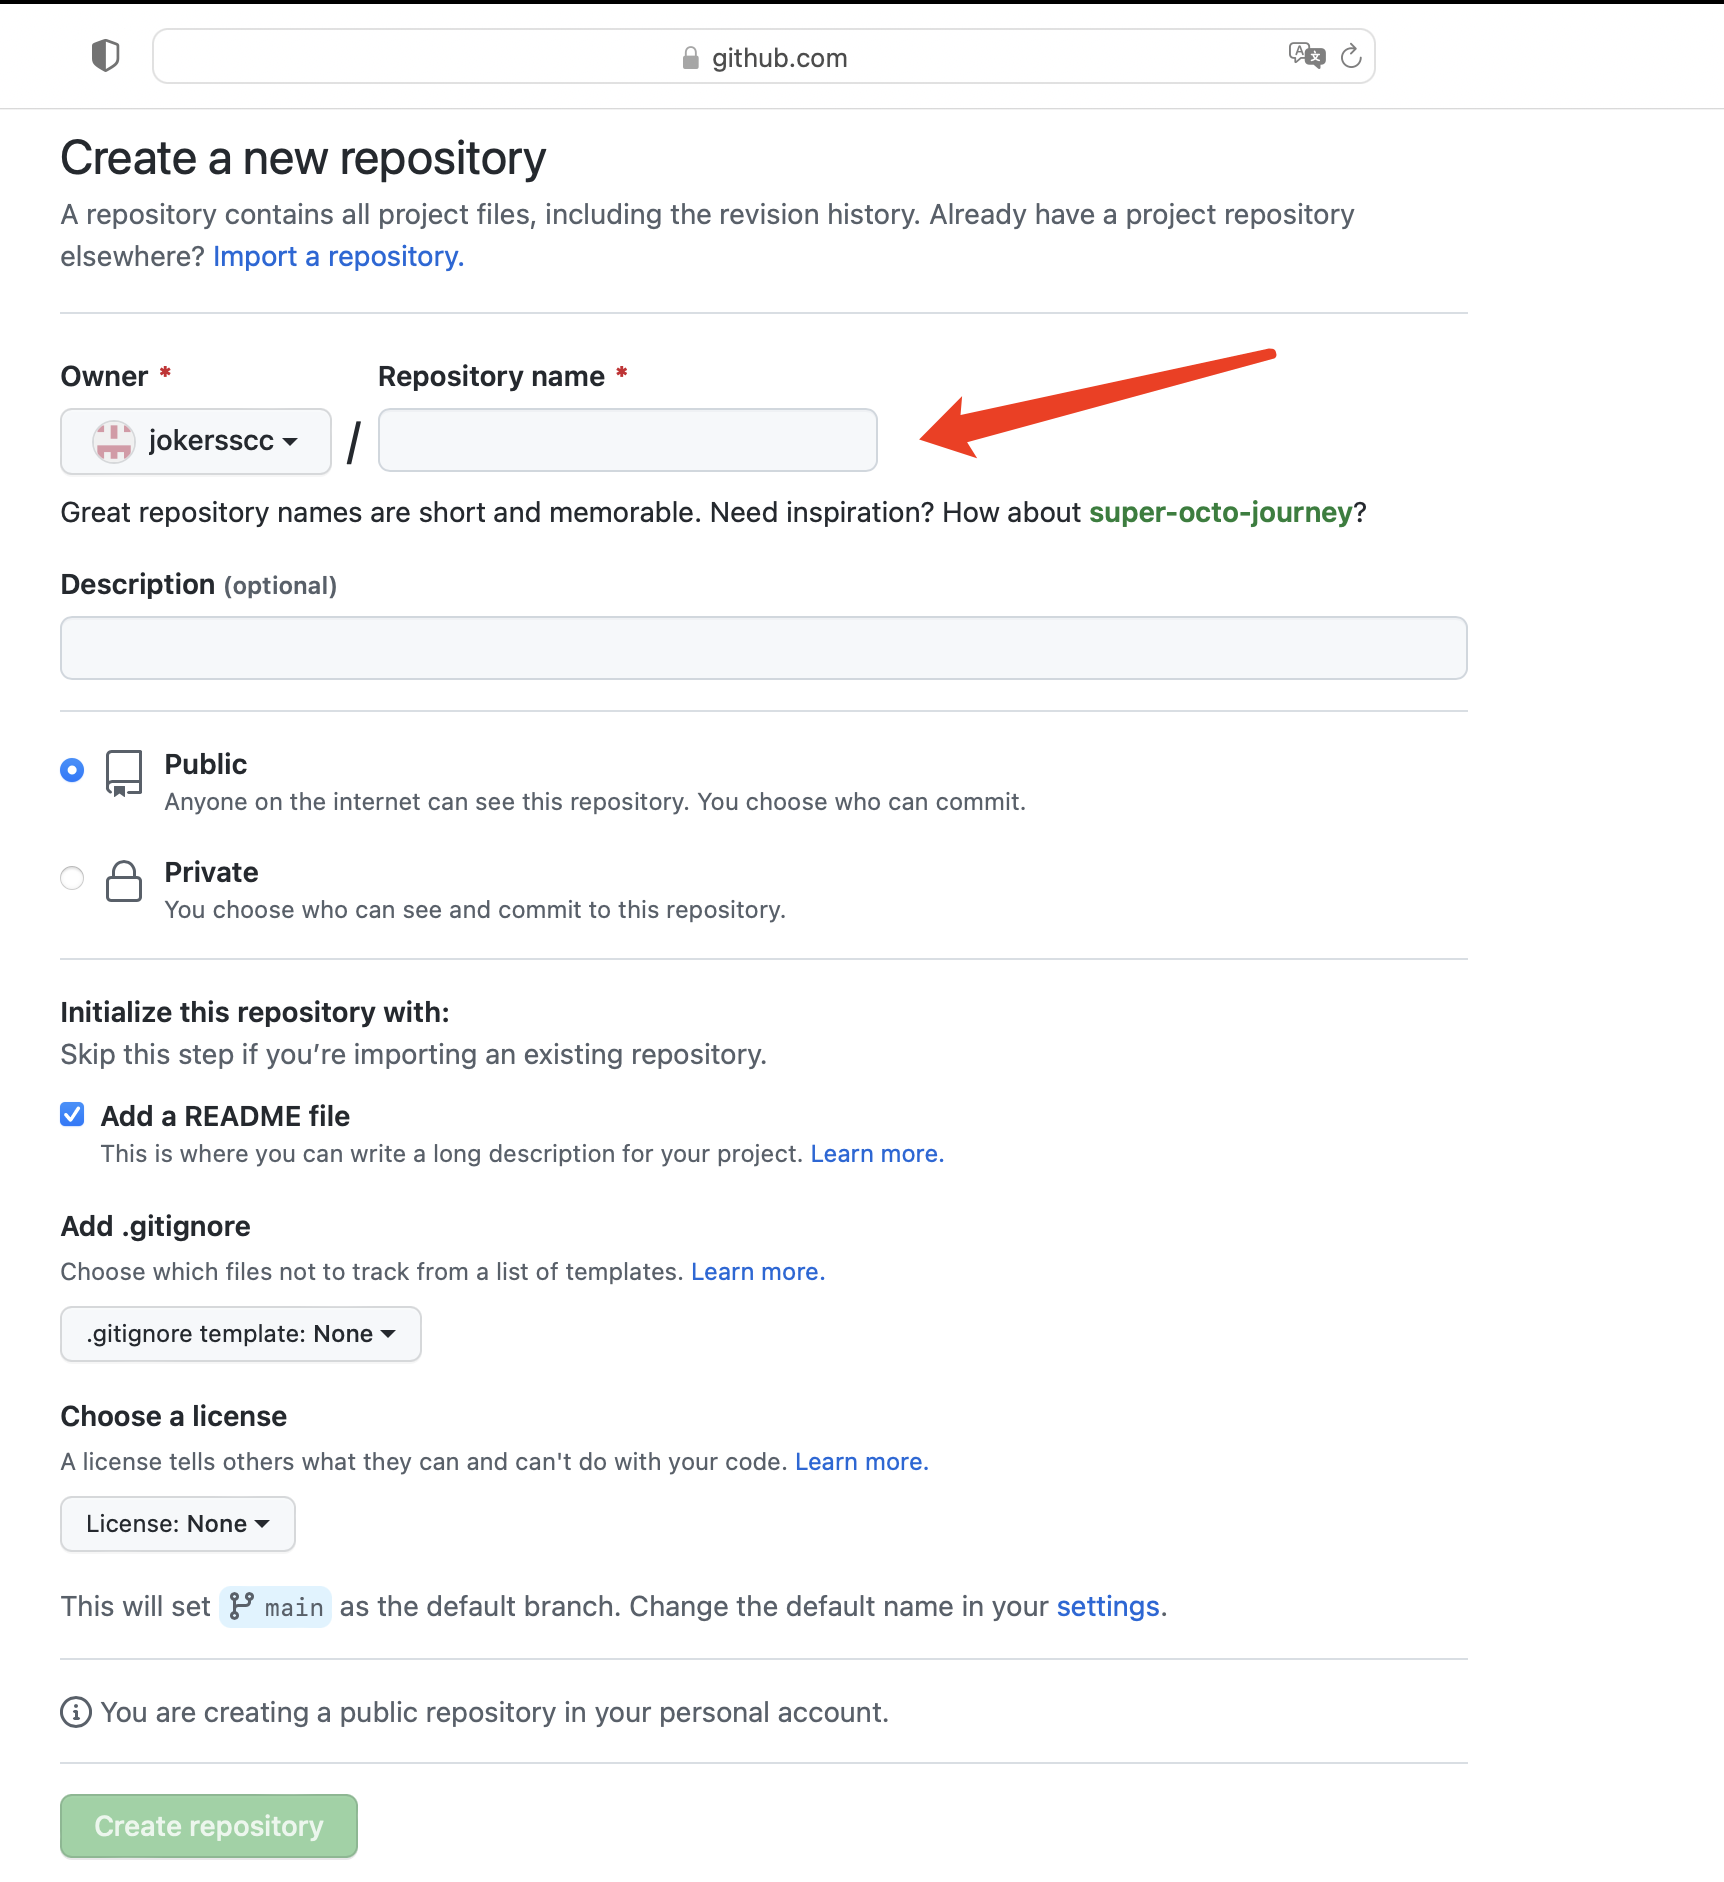 github.com
Create a new repository
A repository contains all project files, including the revision history. Already have a project repository
elsewhere? Import a repository.
Owner * Repository name *
jokersscc /
Great repository names are short and memorable. Need inspiration? How about super-octo-journey?
Description (optional)
Public
Anyone on the internet can see this repository. You choose who can commit.
Private
You choose who can see and commit to this repository.
Initialize this repository with:
Skip this step if you’re importing an existing repository.
Add a README file
This is where you can write a long description for your project. Learn more.
Add .gitignore
Choose which files not to track from a list of templates. Learn more.
.gitignore template: None
Choose a license
A license tells others what they can and can't do with your code. Learn more.
License: None
This will set main as the default branch. Change the default name in your settings.
You are creating a public repository in your personal account.
Create repository